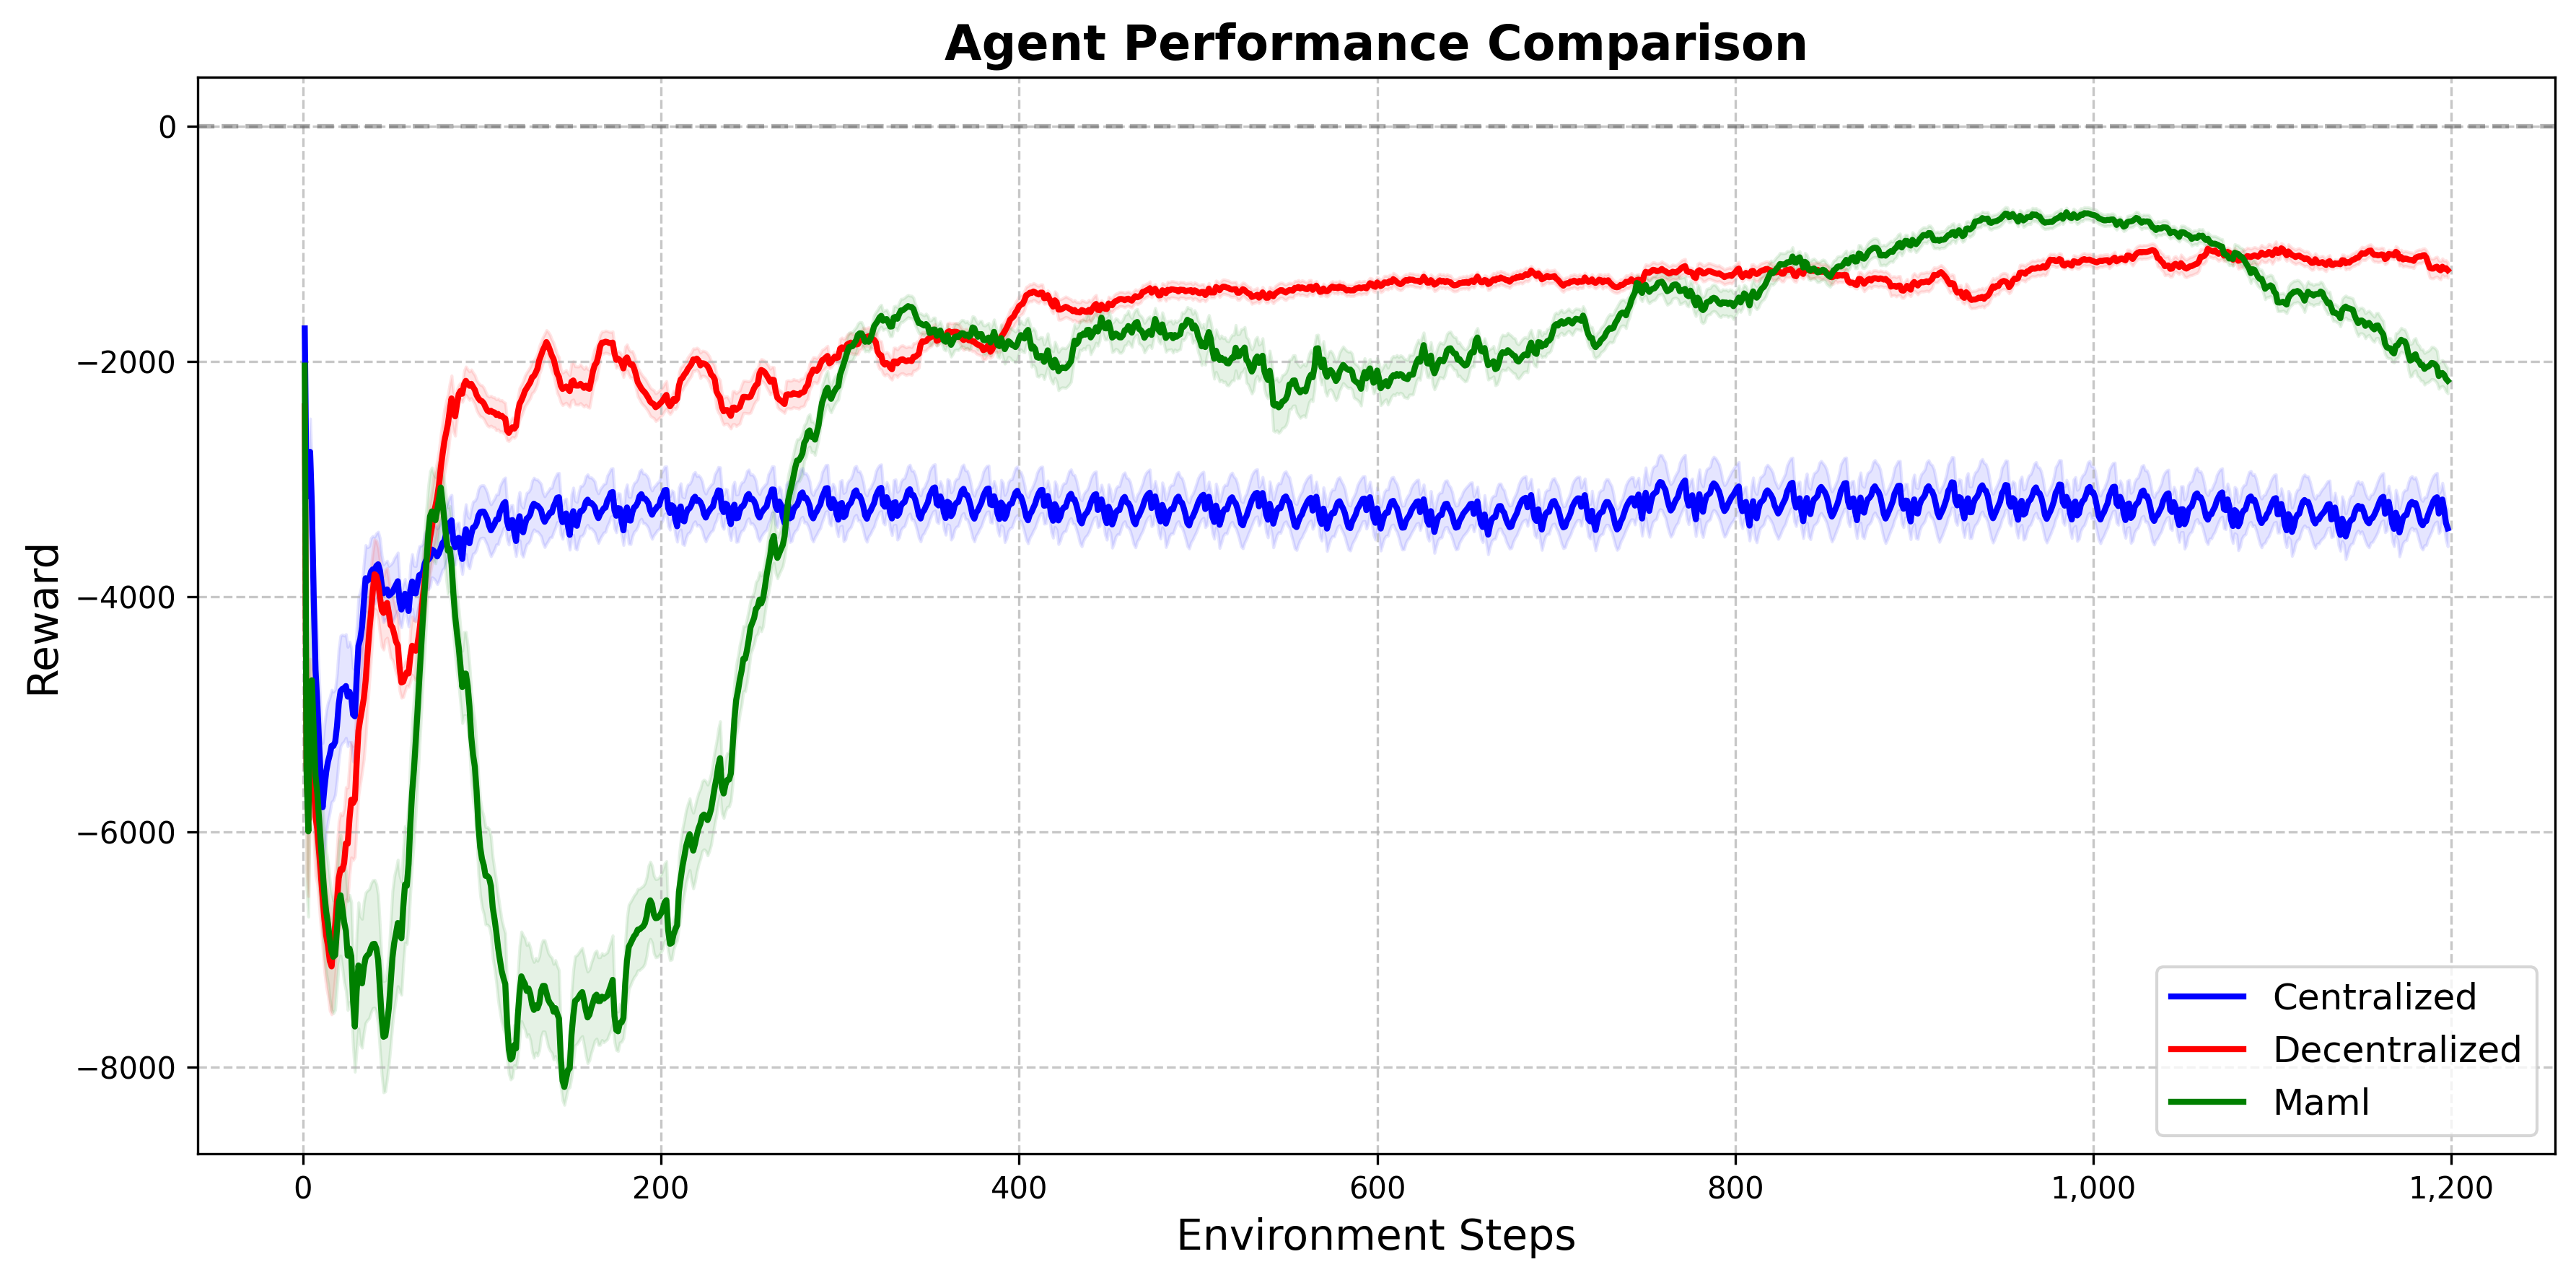 Agent Performance Comparison
0
−2000
−4000
−6000
−8000
Reward
0 200 400 600 800 1,000 1,200
Environment Steps
Centralized
Decentralized
Maml